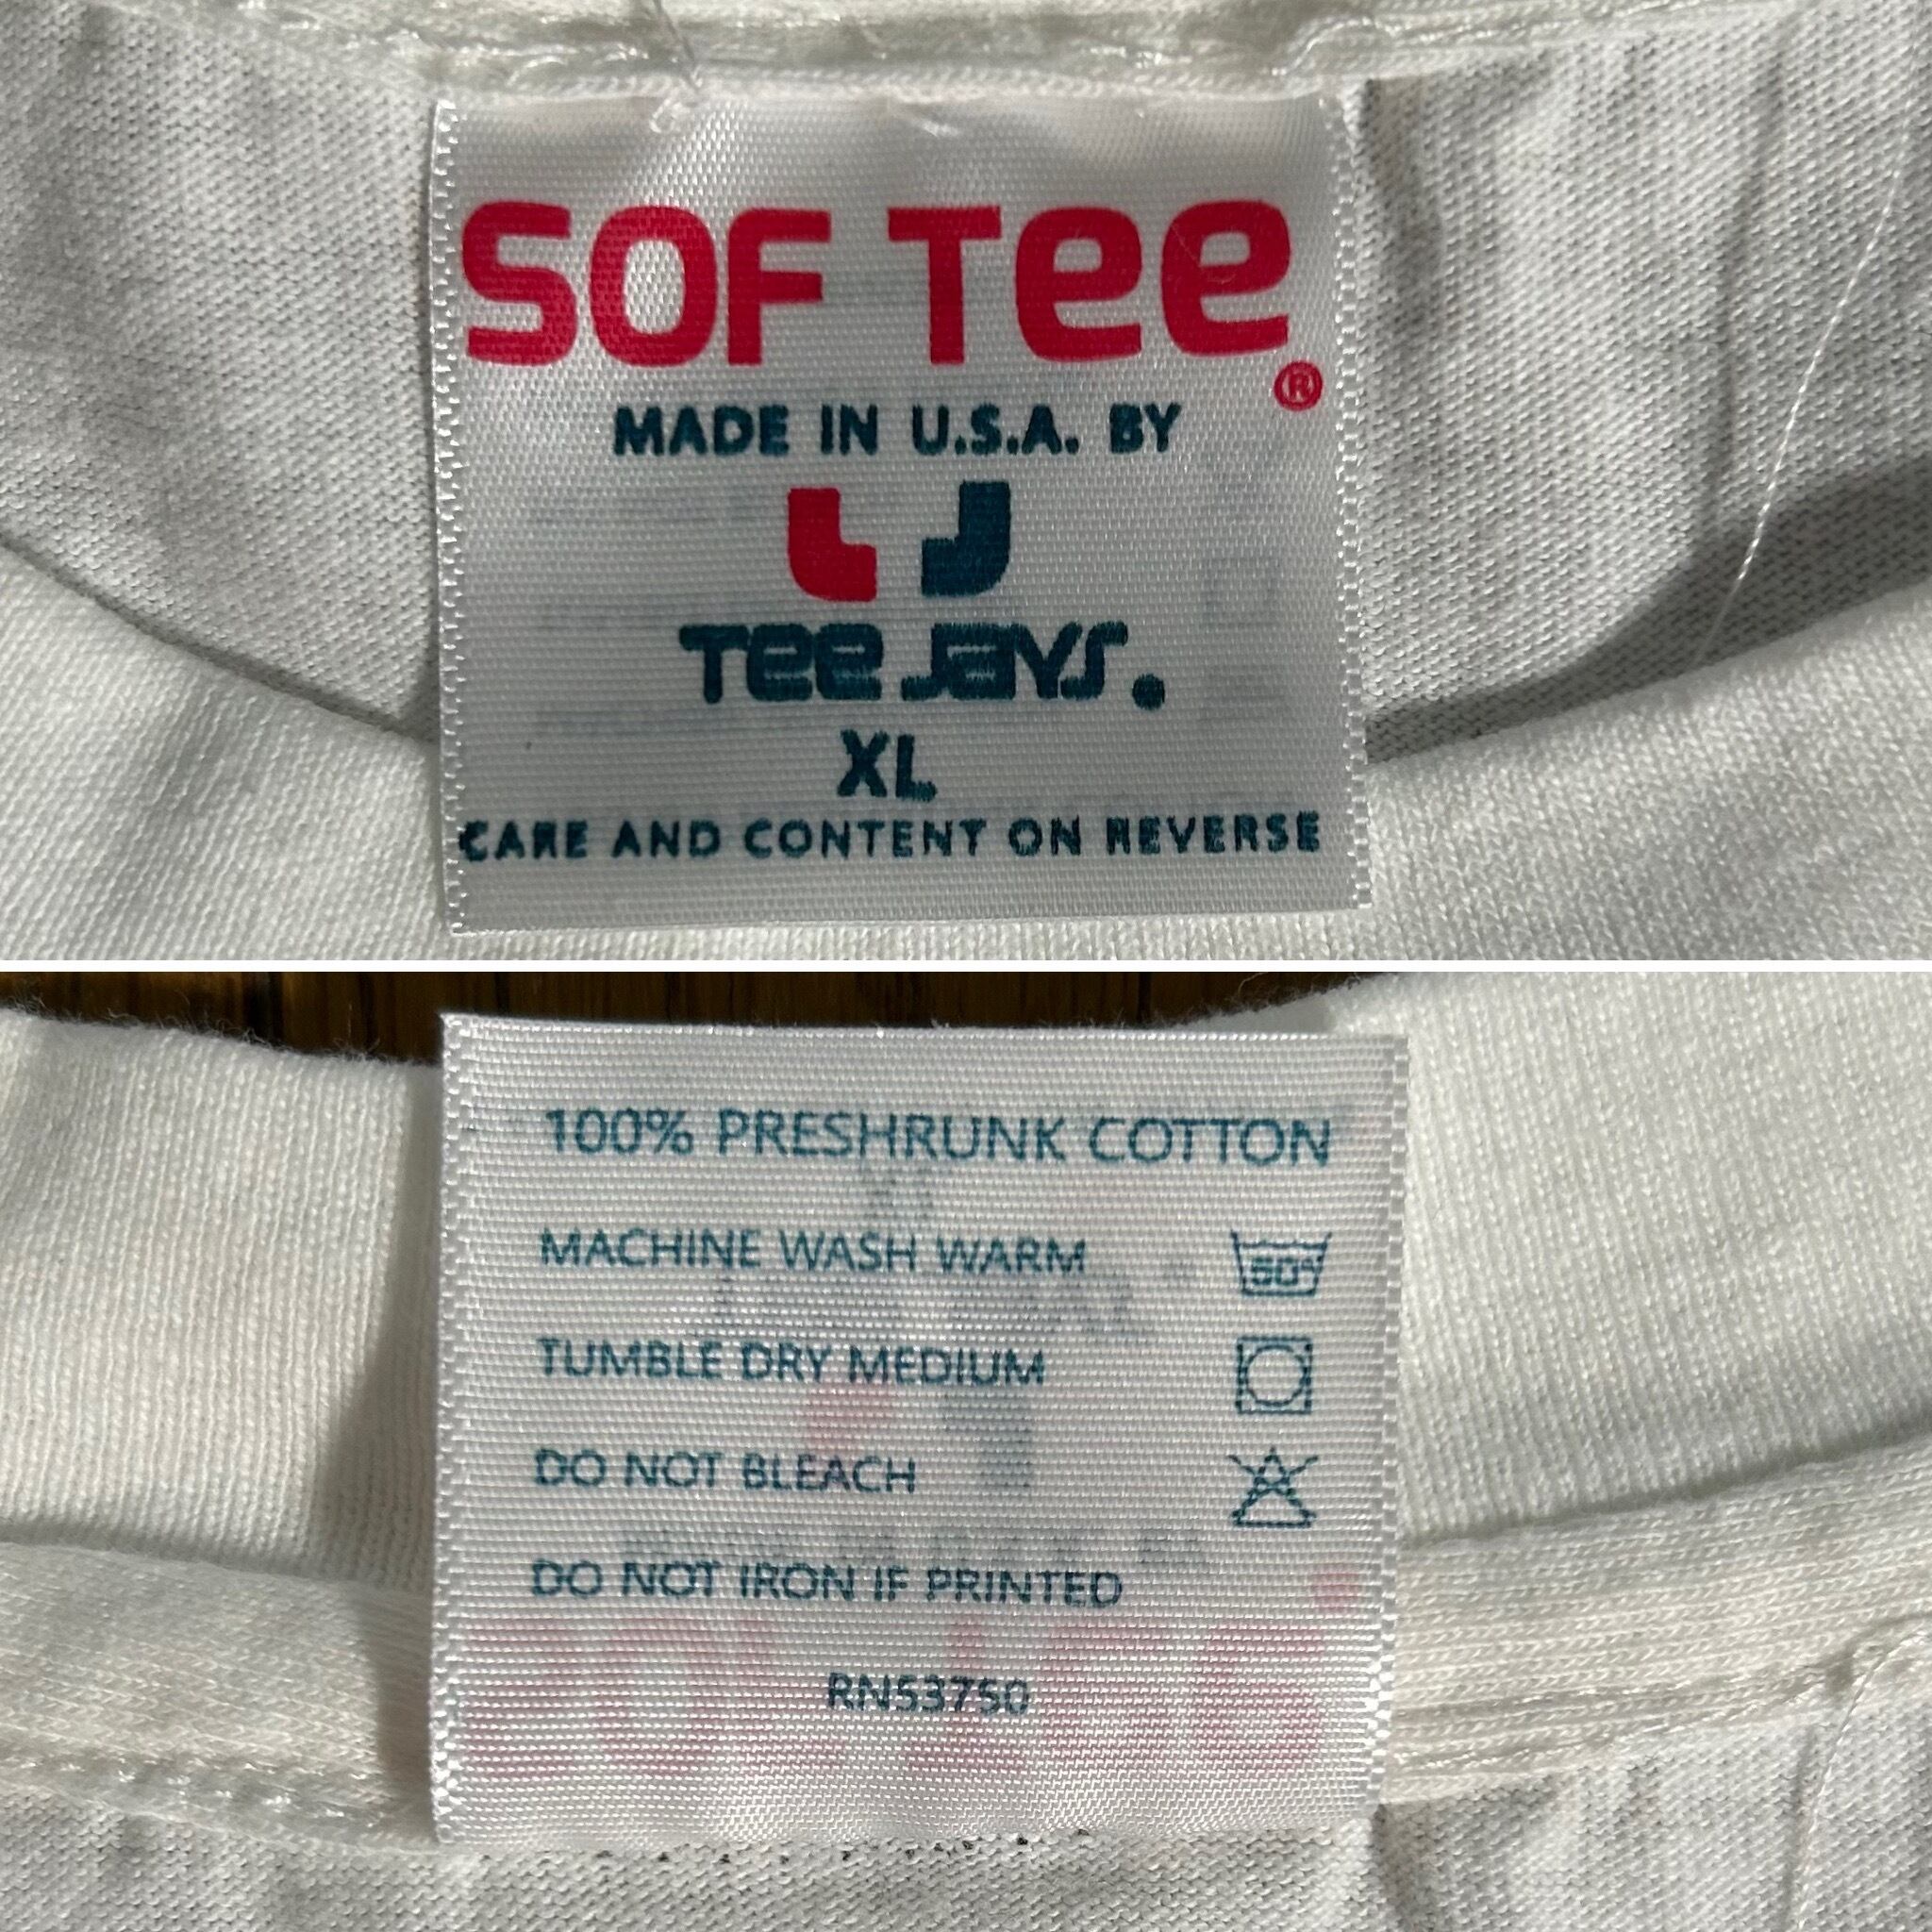 SOF Tee
®
MADE IN U.S.A. BY
TEE JAYS.
XL
CARE AND CONTENT ON REVERSE
100% PRESHRUNK COTTON
MACHINE WASH WARM
50°
TUMBLE DRY MEDIUM
DO NOT BLEACH
DO NOT IRON IF PRINTED
RN53750